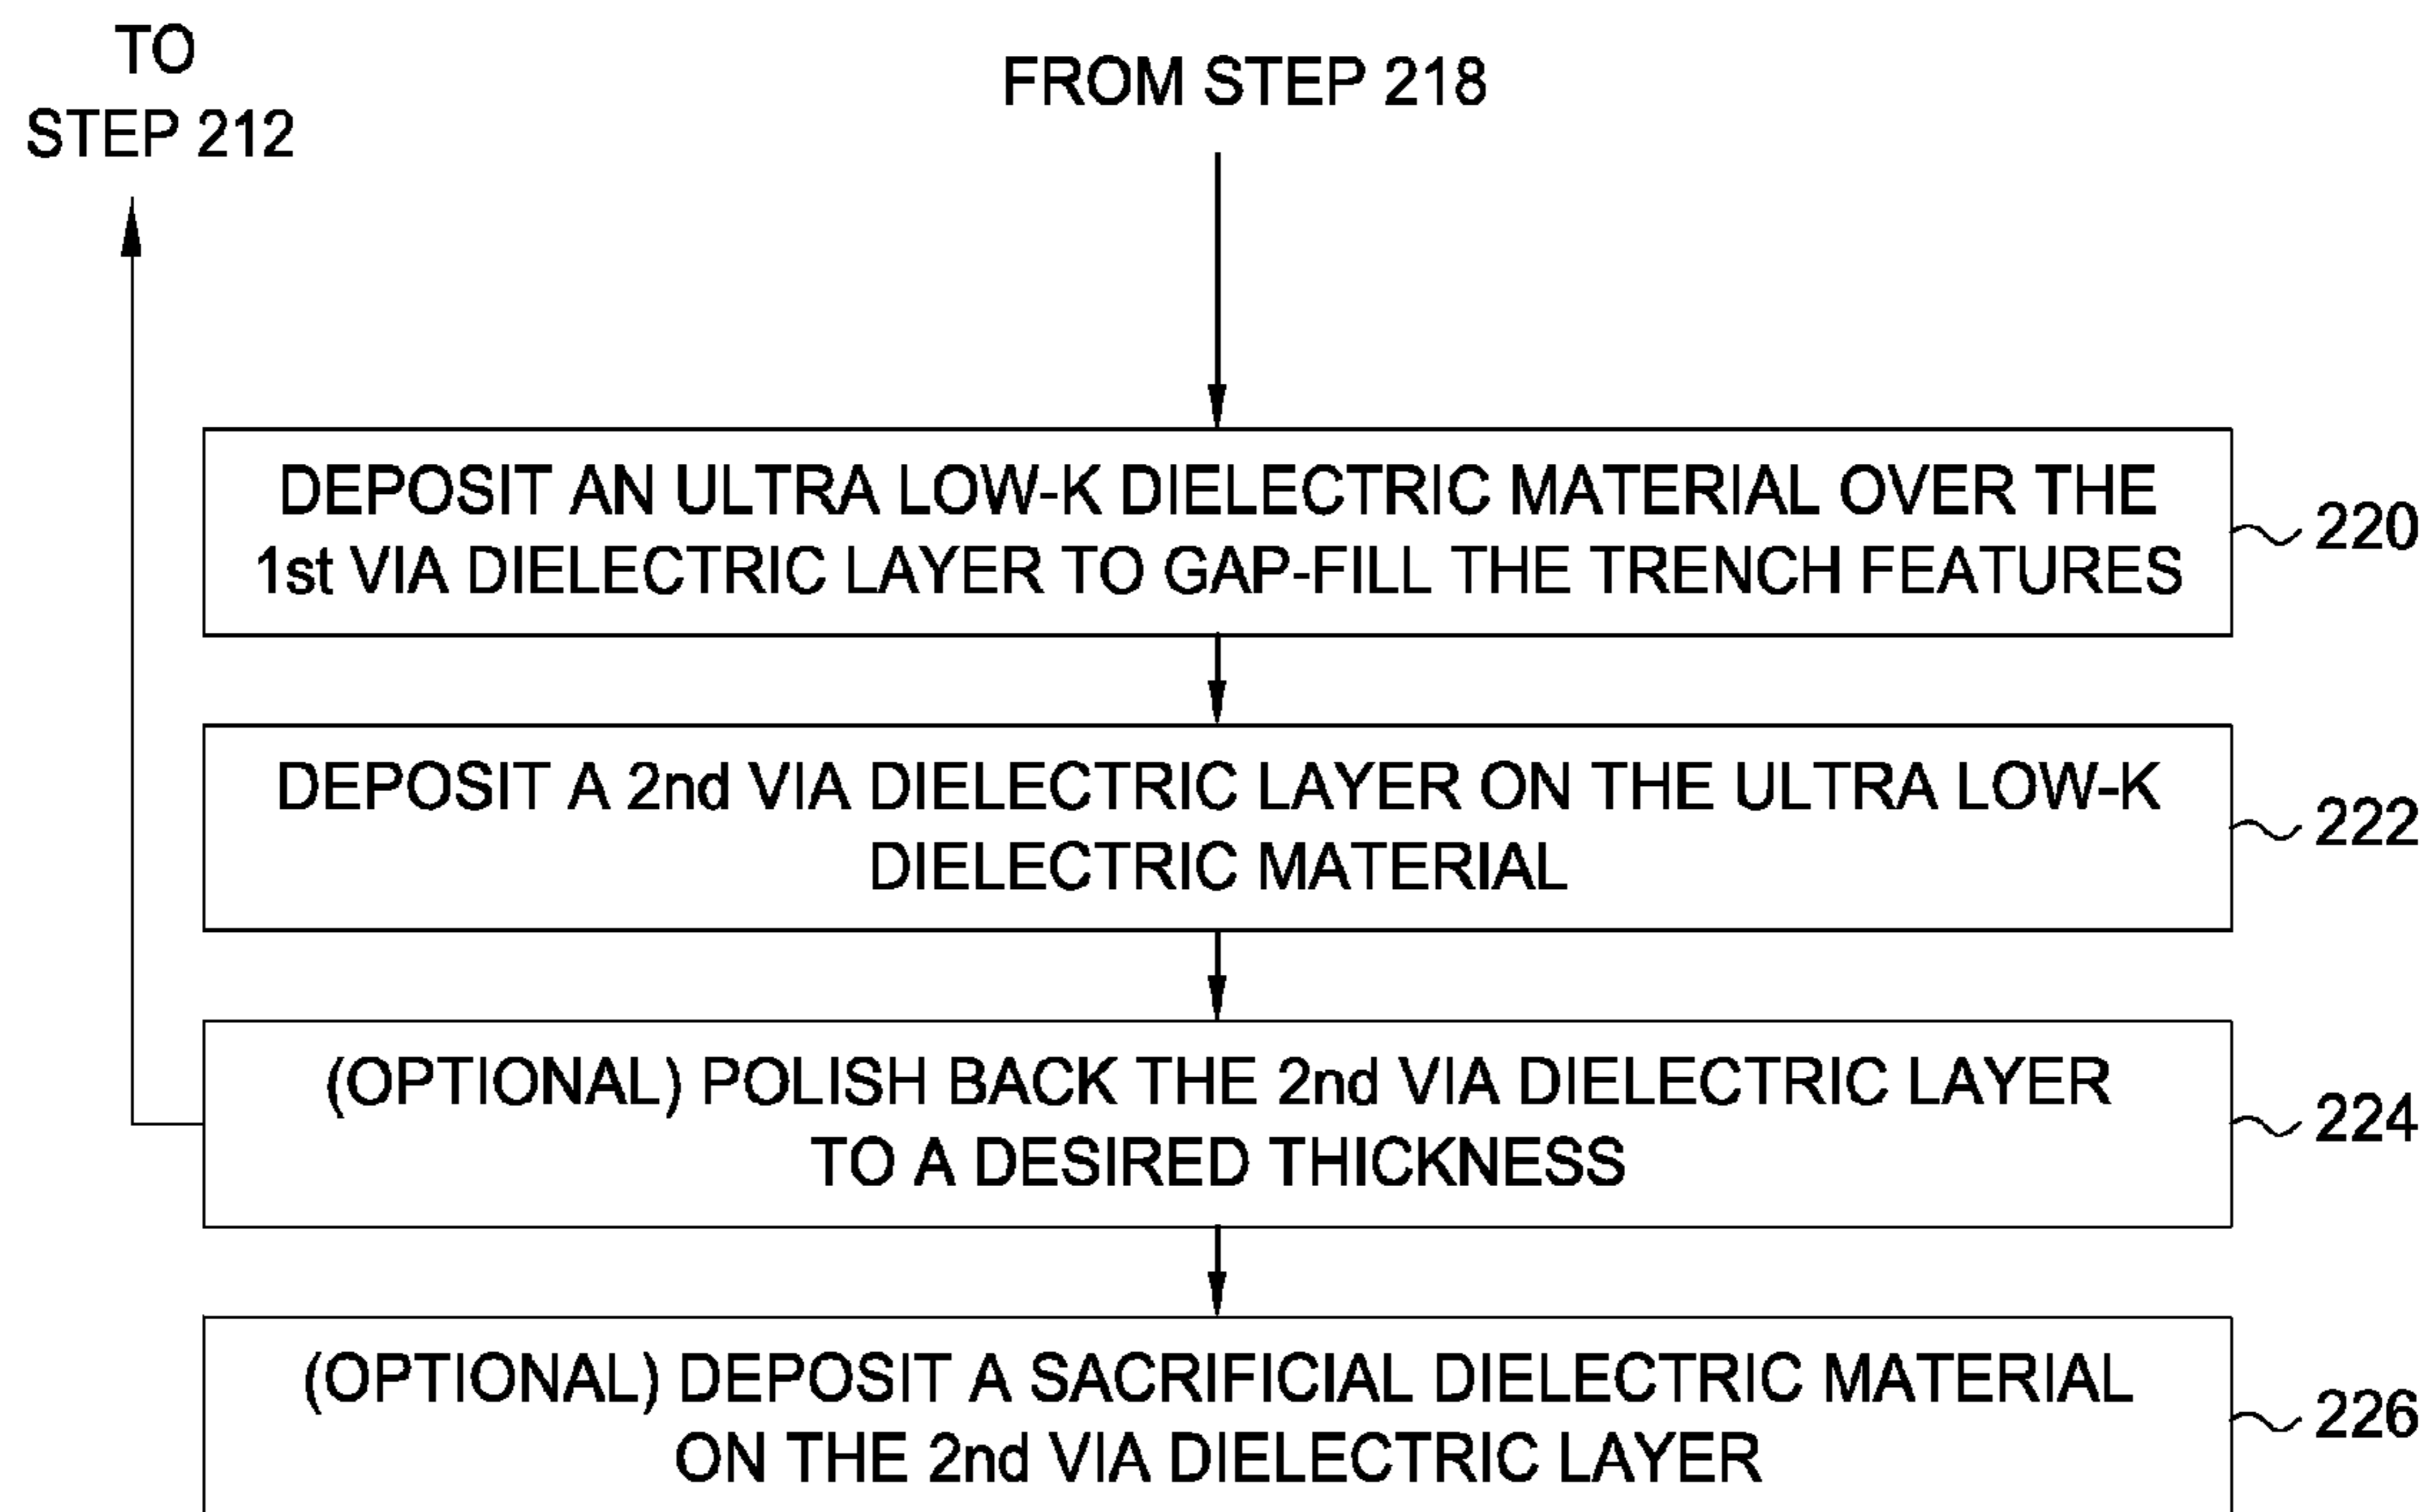 TO
STEP 212
FROM STEP 218
DEPOSIT AN ULTRA LOW-K DIELECTRIC MATERIAL OVER THE
1st VIA DIELECTRIC LAYER TO GAP-FILL THE TRENCH FEATURES
220
DEPOSIT A 2nd VIA DIELECTRIC LAYER ON THE ULTRA LOW-K
DIELECTRIC MATERIAL
222
(OPTIONAL) POLISH BACK THE 2nd VIA DIELECTRIC LAYER
TO A DESIRED THICKNESS
224
(OPTIONAL) DEPOSIT A SACRIFICIAL DIELECTRIC MATERIAL
ON THE 2nd VIA DIELECTRIC LAYER
226